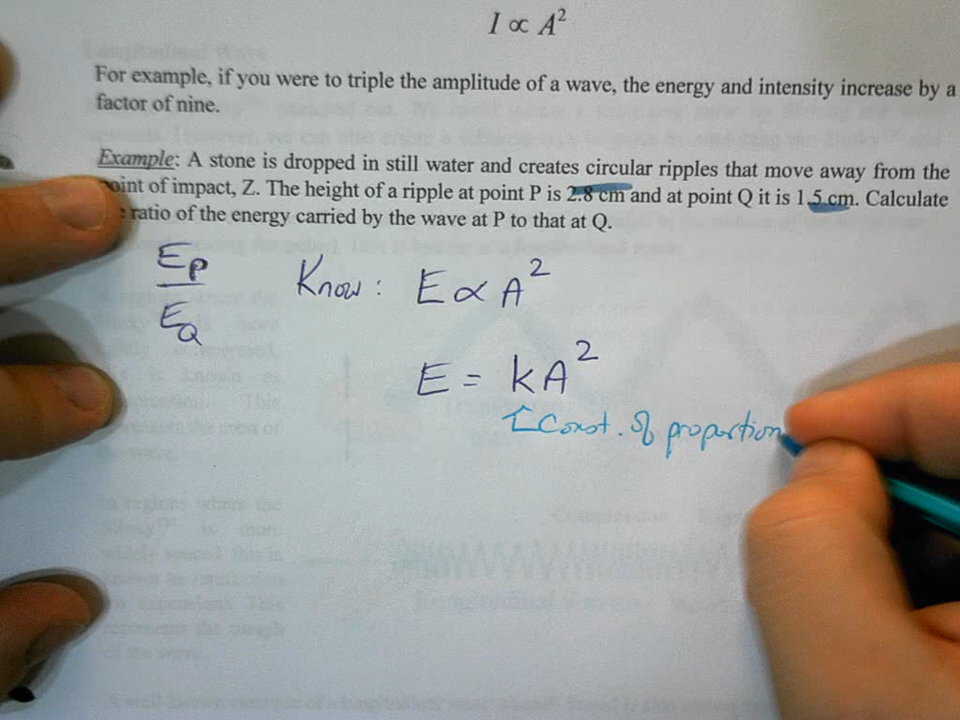 I ∝ A²
For example, if you were to triple the amplitude of a wave, the energy and intensity increase by a
factor of nine.
Example: A stone is dropped in still water and creates circular ripples that move away from the
point of impact, Z. The height of a ripple at point P is 2.8 cm and at point Q it is 1.5 cm. Calculate
ratio of the energy carried by the wave at P to that at Q.
E_P / E_Q Know: E ∝ A²
E = kA²
↑ Const. of proportion